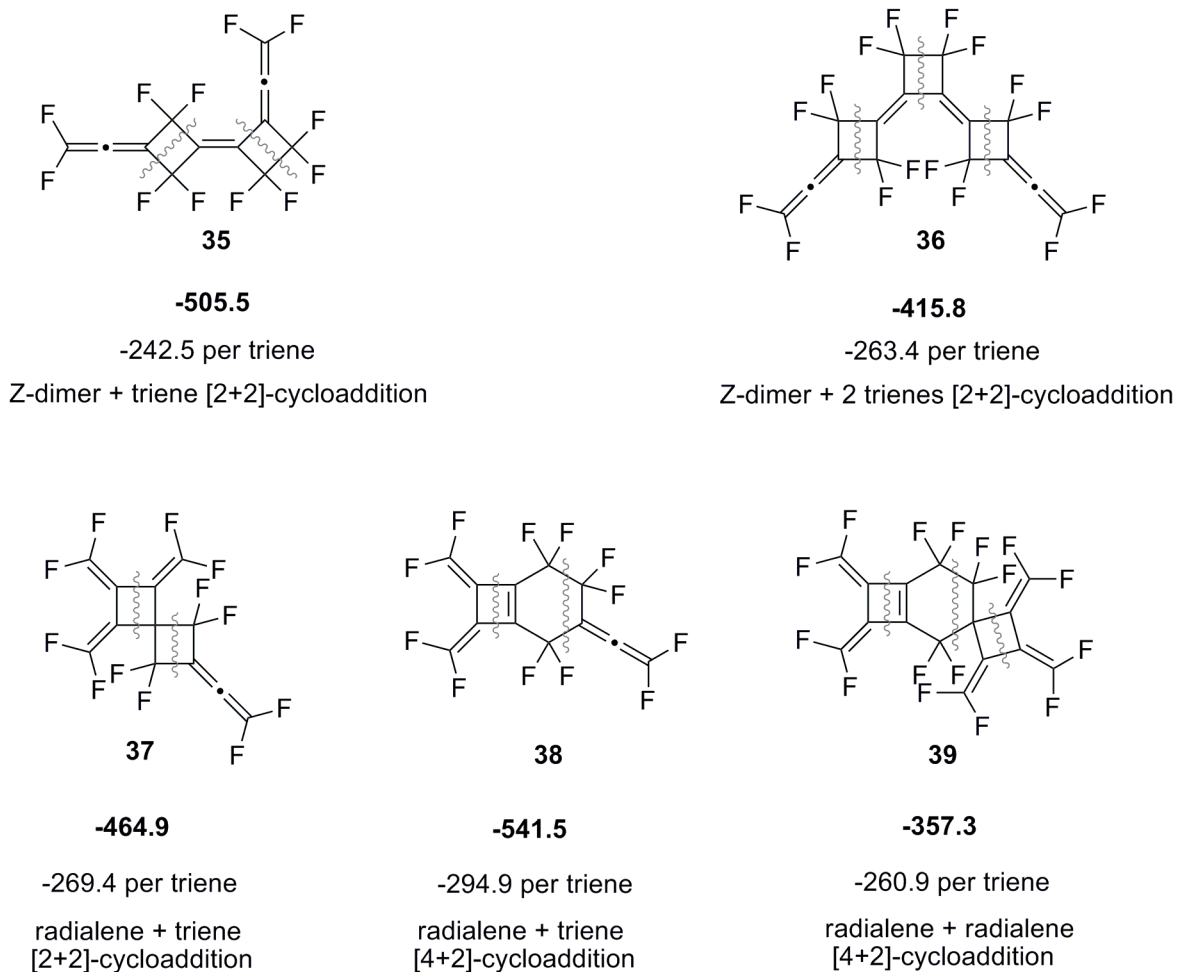 F F
F F F F
F F
F F F F
35
-505.5
-242.5 per triene
Z-dimer + triene [2+2]-cycloaddition
F F
F F
F F
F F
F F F F
F F
F F
36
-415.8
-263.4 per triene
Z-dimer + 2 trienes [2+2]-cycloaddition
F F
F F
F
F F
F F
F F
F
F
37
-464.9
-269.4 per triene
radialene + triene
[2+2]-cycloaddition
F F F
F F
F
F F
F F F
F
38
-541.5
-294.9 per triene
radialene + triene
[4+2]-cycloaddition
F F F F F
F F F
F F F F
F F F
F
39
-357.3
-260.9 per triene
radialene + radialene
[4+2]-cycloaddition